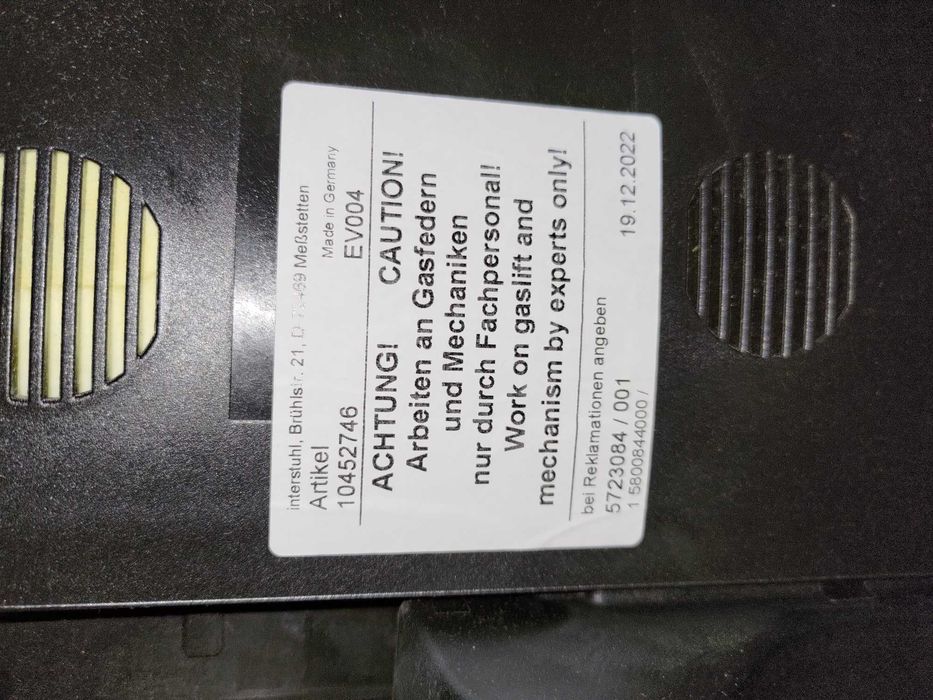 interstuhl, Brühlstr. 21, D Meßstetten
Artikel Made in Germany
10452746 EV004
ACHTUNG! CAUTION!
Arbeiten an Gasfedern
und Mechaniken
nur durch Fachpersonal!
Work on gaslift and
mechanism by experts only!
bei Reklamationen angeben
5723084 / 001 19.12.2022
1 5800844000 /